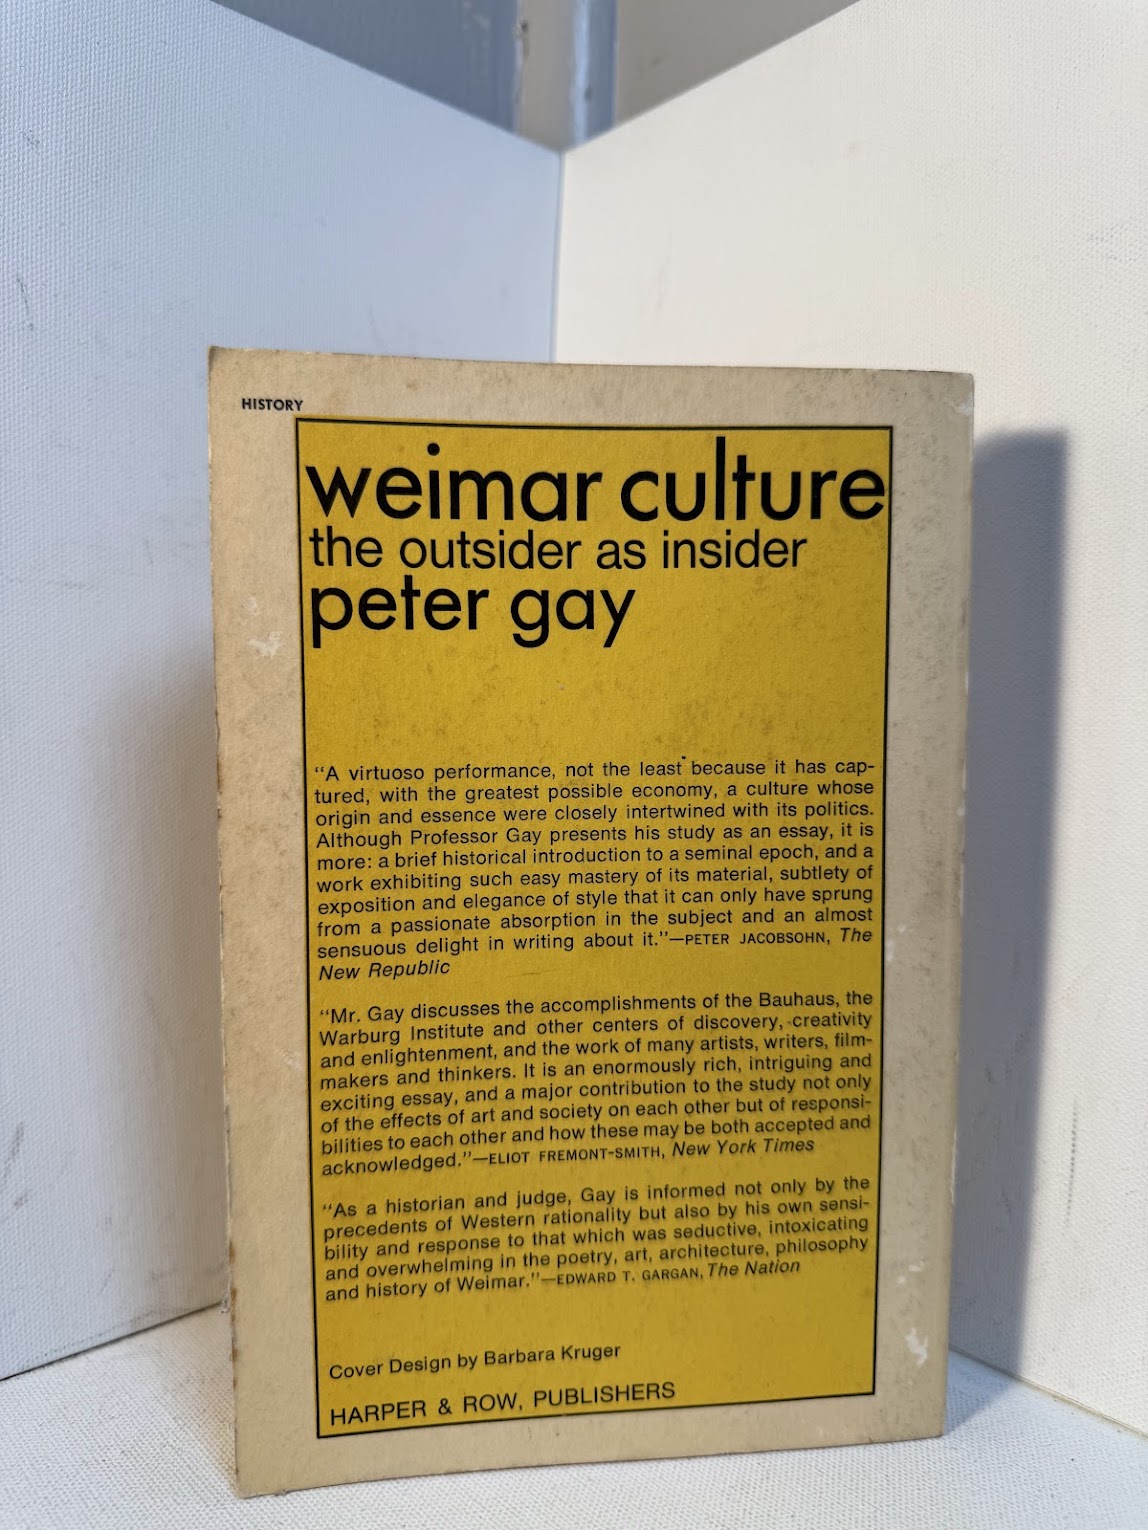 HISTORY
weimar culture
the outsider as insider
peter gay
“A virtuoso performance, not the least because it has cap-
tured, with the greatest possible economy, a culture whose
origin and essence were closely intertwined with its politics.
Although Professor Gay presents his study as an essay, it is
more: a brief historical introduction to a seminal epoch, and a
work exhibiting such easy mastery of its material, subtlety of
exposition and elegance of style that it can only have sprung
from a passionate absorption in the subject and an almost
sensuous delight in writing about it.”—PETER JACOBSOHN, The
New Republic
“Mr. Gay discusses the accomplishments of the Bauhaus, the
Warburg Institute and other centers of discovery, creativity
and enlightenment, and the work of many artists, writers, film-
makers and thinkers. It is an enormously rich, intriguing and
exciting essay, and a major contribution to the study not only
of the effects of art and society on each other but of responsi-
bilities to each other and how these may be both accepted and
acknowledged.”—ELIOT FREMONT-SMITH, New York Times
“As a historian and judge, Gay is informed not only by the
precedents of Western rationality but also by his own sensi-
bility and response to that which was seductive, intoxicating
and overwhelming in the poetry, art, architecture, philosophy
and history of Weimar.”—EDWARD T. GARGAN, The Nation
Cover Design by Barbara Kruger
HARPER & ROW, PUBLISHERS